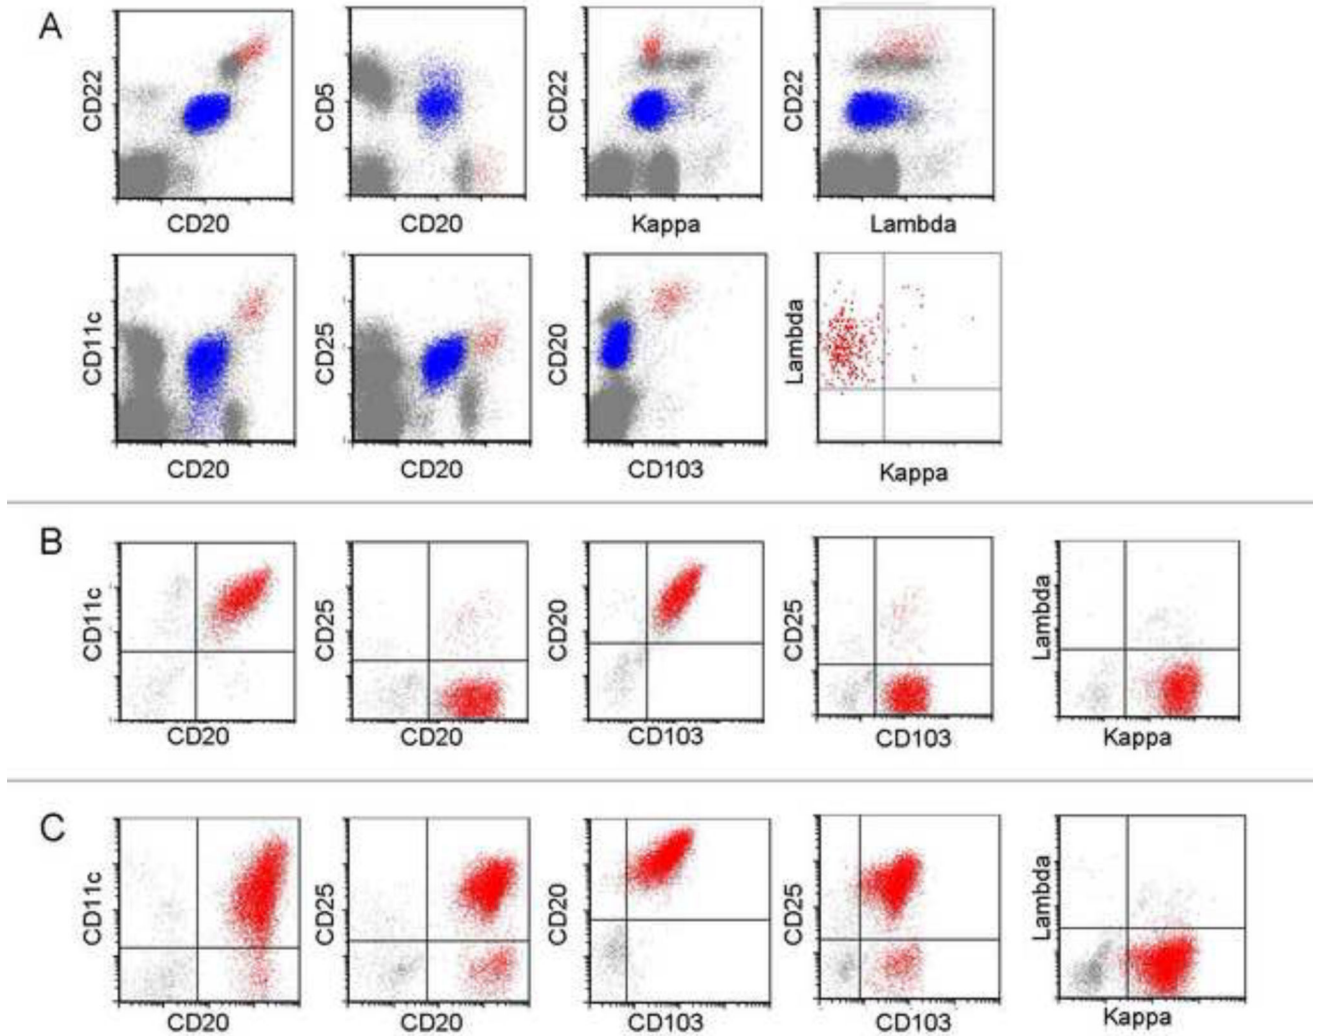 A
CD22 CD5 CD22 CD22
CD20 CD20 Kappa Lambda
CD11c CD25 CD20 Lambda
CD20 CD20 CD103 Kappa
B
CD11c CD25 CD20 CD25 Lambda
CD20 CD20 CD103 CD103 Kappa
C
CD11c CD25 CD20 CD25 Lambda
CD20 CD20 CD103 CD103 Kappa